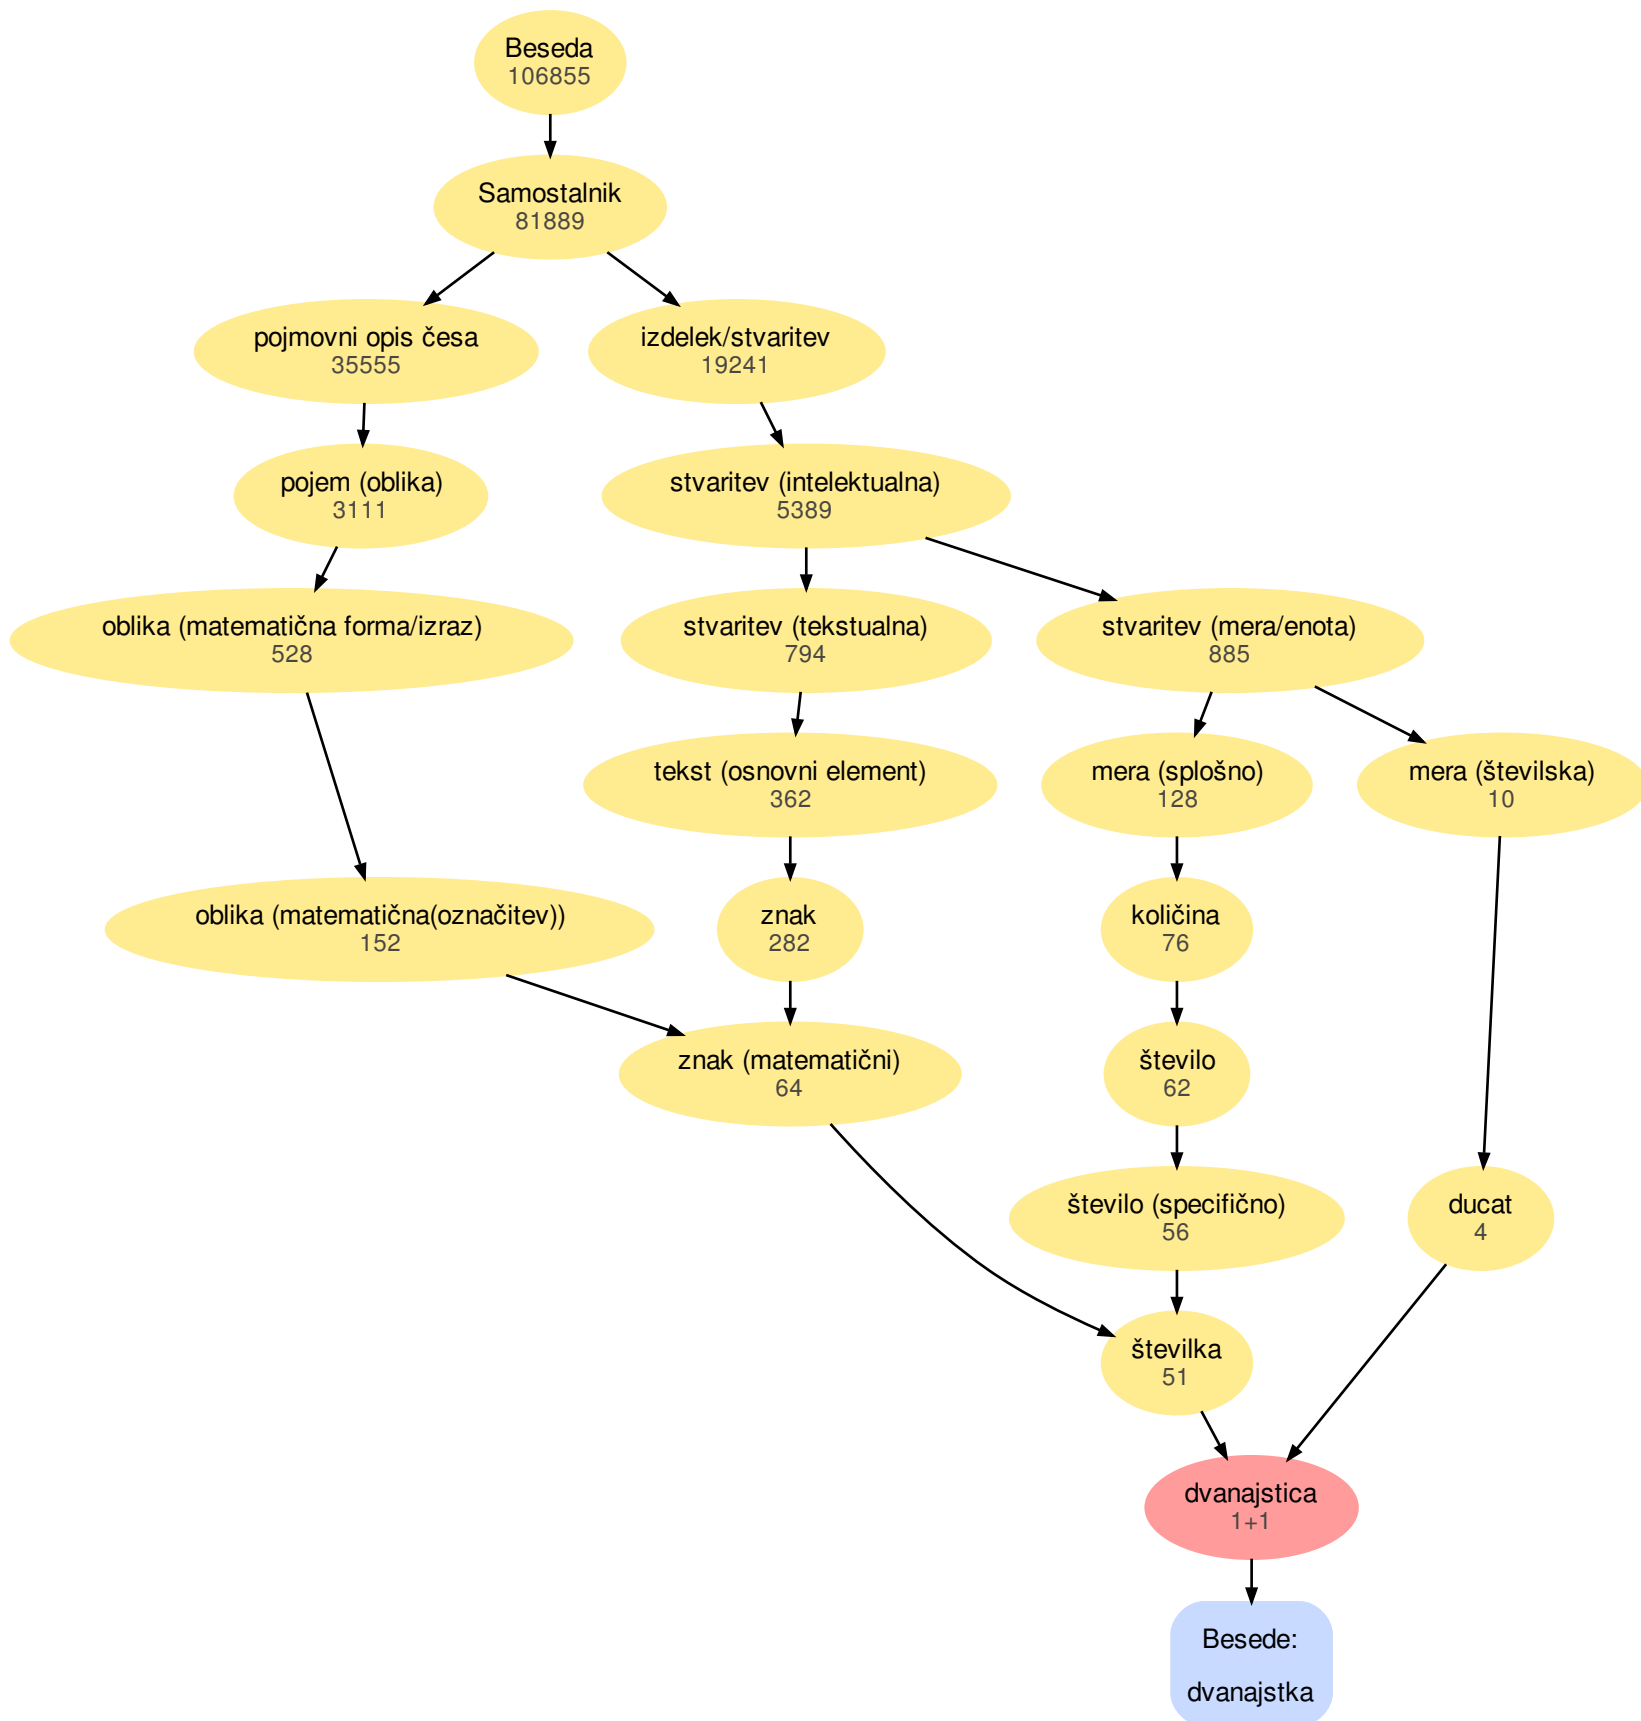 Beseda
106855
Samostalnik
81889
pojmovni opis česa
35555
izdelek/stvaritev
19241
pojem (oblika)
3111
stvaritev (intelektualna)
5389
oblika (matematična forma/izraz)
528
stvaritev (tekstualna)
794
stvaritev (mera/enota)
885
tekst (osnovni element)
362
mera (splošno)
128
mera (številska)
10
oblika (matematična(označitev))
152
znak
282
količina
76
znak (matematični)
64
število
62
število (specifično)
56
ducat
4
številka
51
dvanajstica
1+1
Besede:
dvanajstka